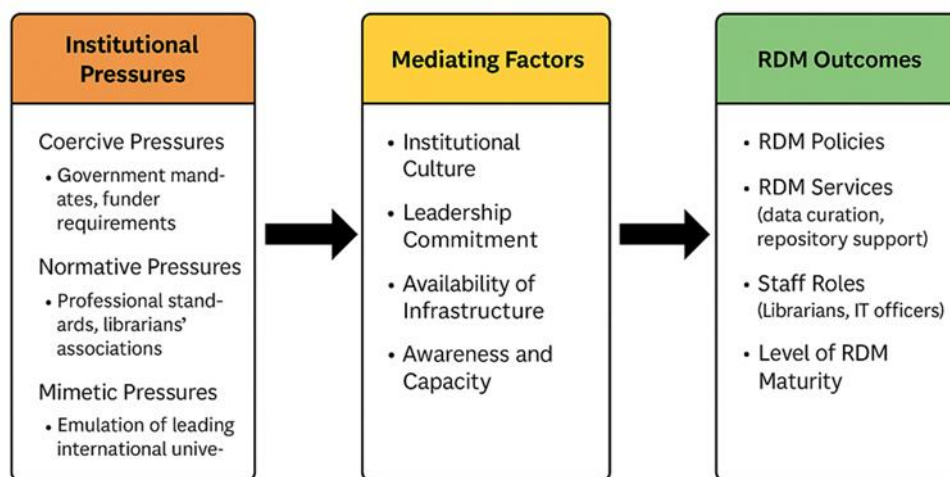 Institutional
Pressures
Coercive Pressures
• Government mand-
ates, funder
requirements
Normative Pressures
• Professional stand-
ards, librarians’
associations
Mimetic Pressures
• Emulation of leading
international unive-
Mediating Factors
• Institutional
Culture
• Leadership
Commitment
• Availability of
Infrastructure
• Awareness and
Capacity
RDM Outcomes
• RDM Policies
• RDM Services
(data curation,
repository support)
• Staff Roles
(Librarians, IT officers)
• Level of RDM
Maturity